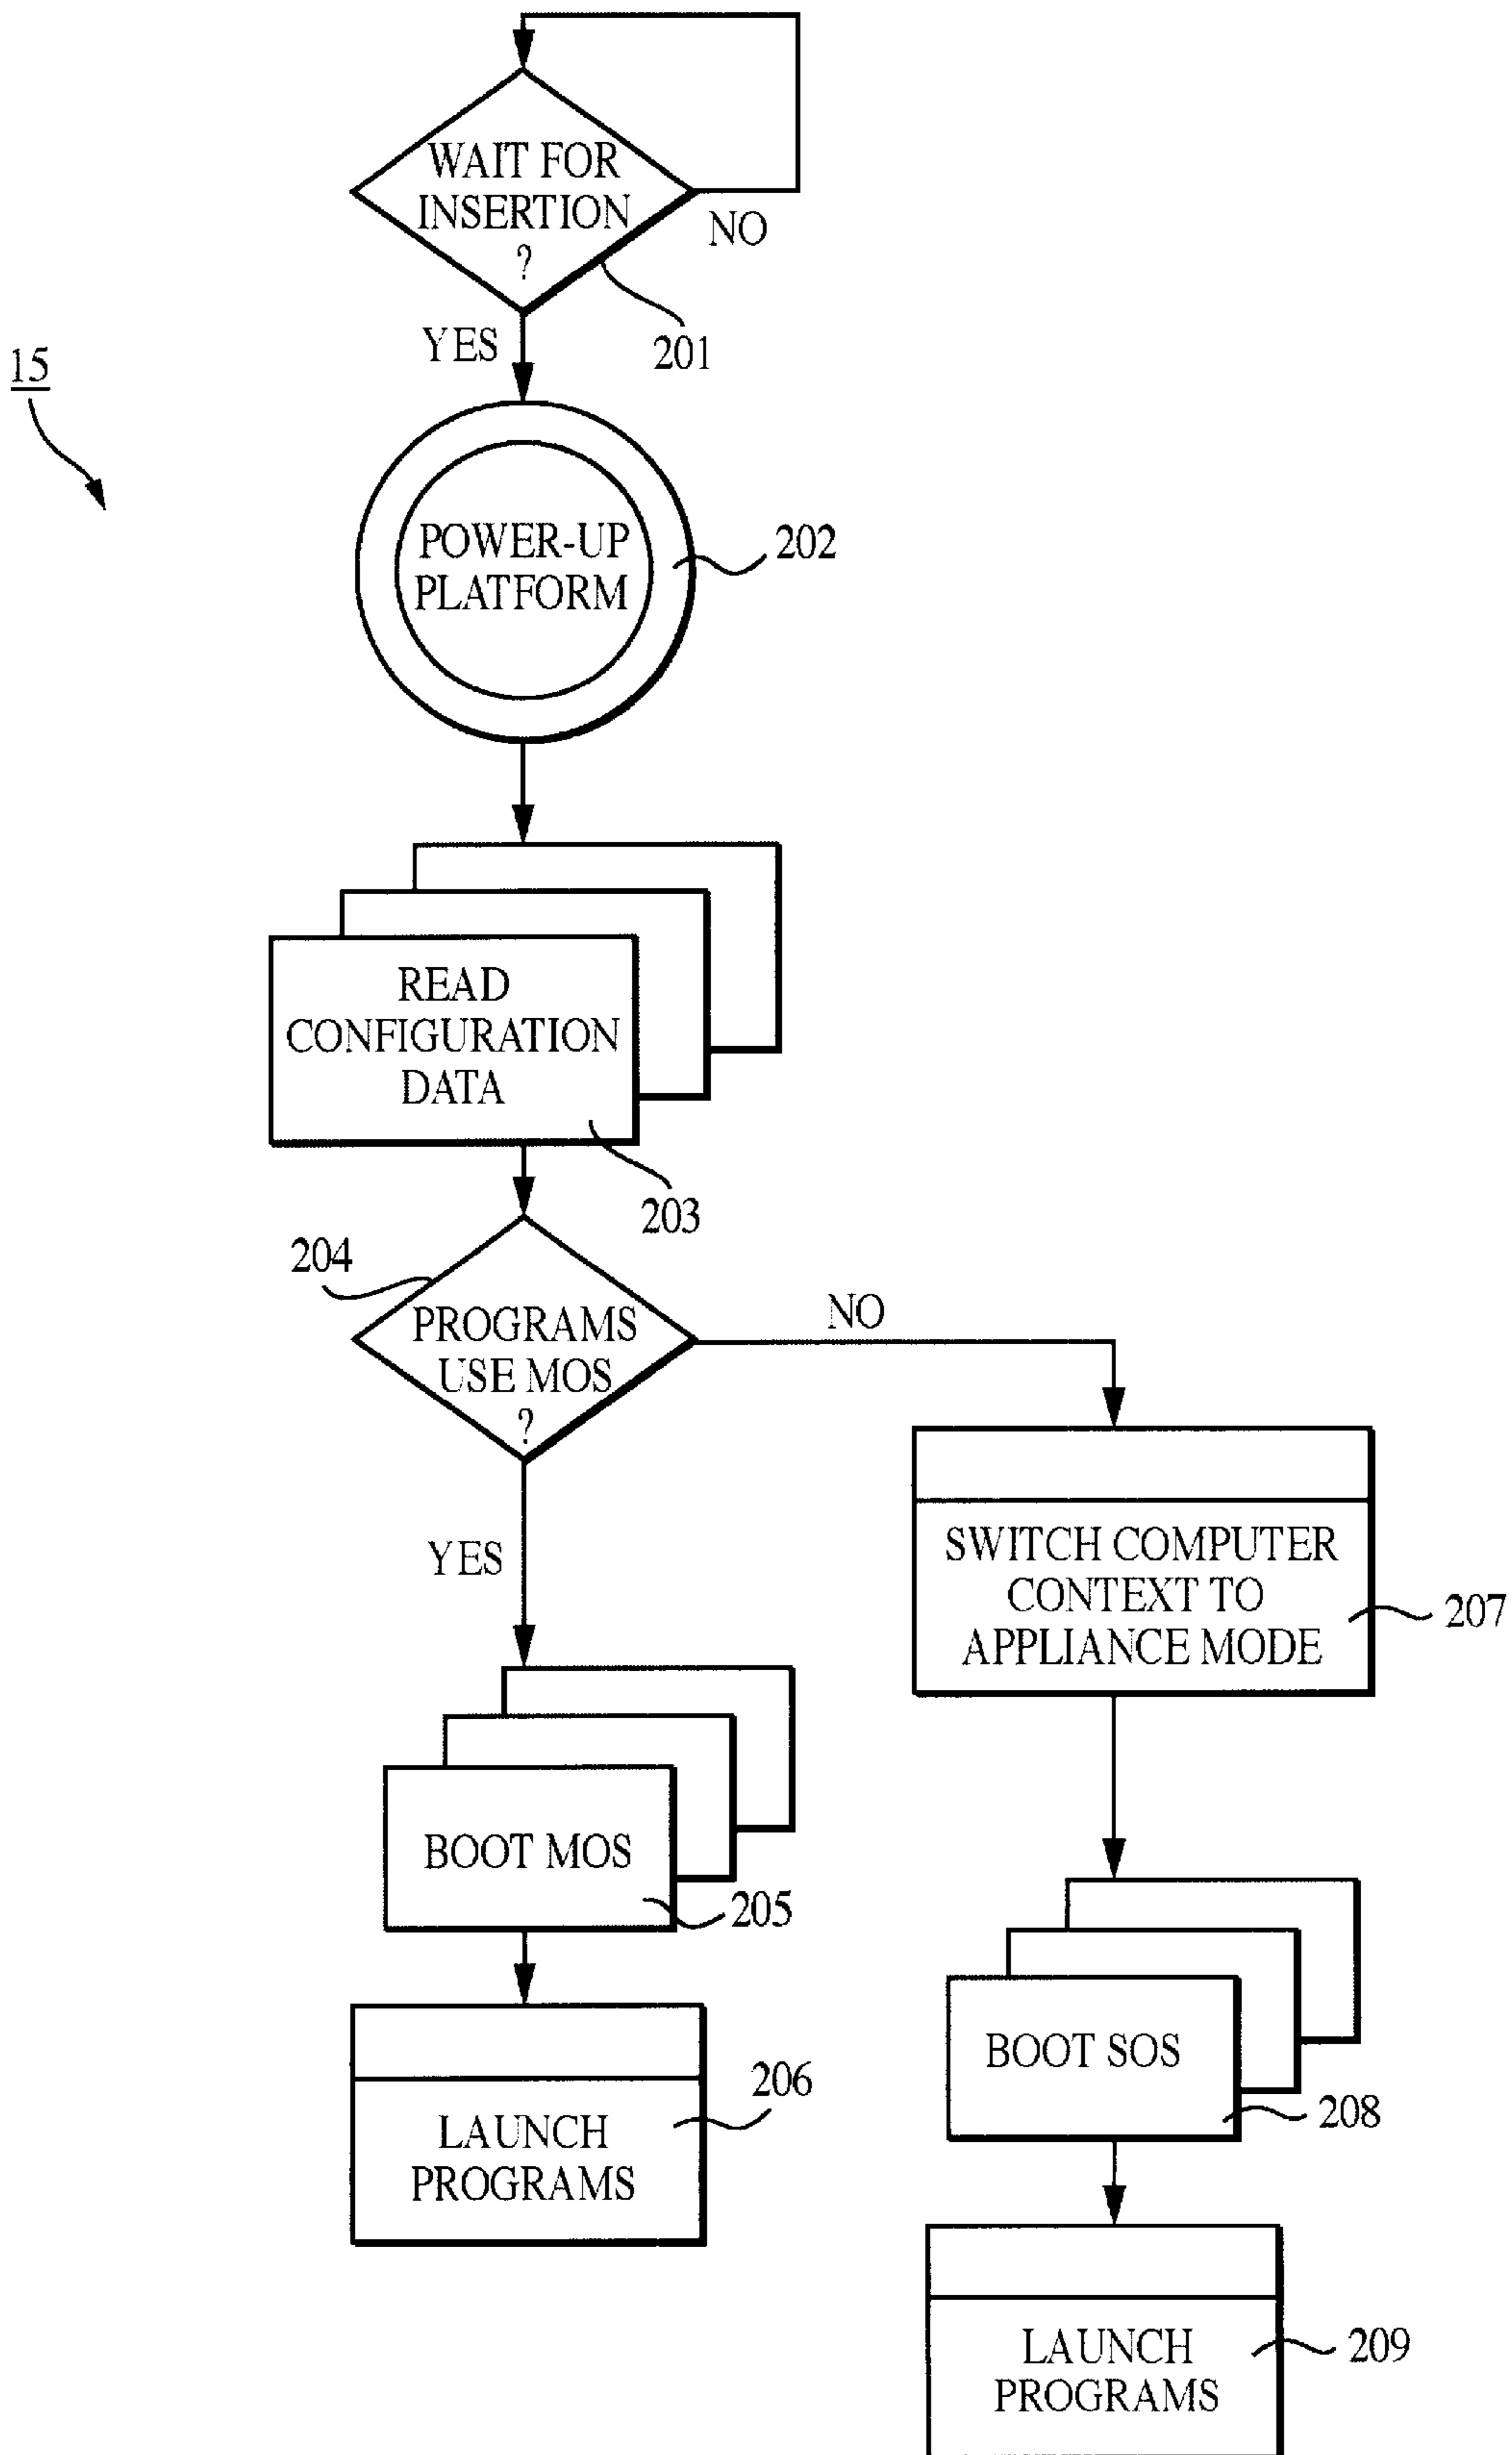 WAIT FOR
INSERTION
?
NO
YES
201
15
POWER-UP
PLATFORM
202
READ
CONFIGURATION
DATA
203
204
PROGRAMS
USE MOS
?
NO
YES
SWITCH COMPUTER
CONTEXT TO
APPLIANCE MODE
207
BOOT MOS
205
BOOT SOS
208
LAUNCH
PROGRAMS
206
LAUNCH
PROGRAMS
209